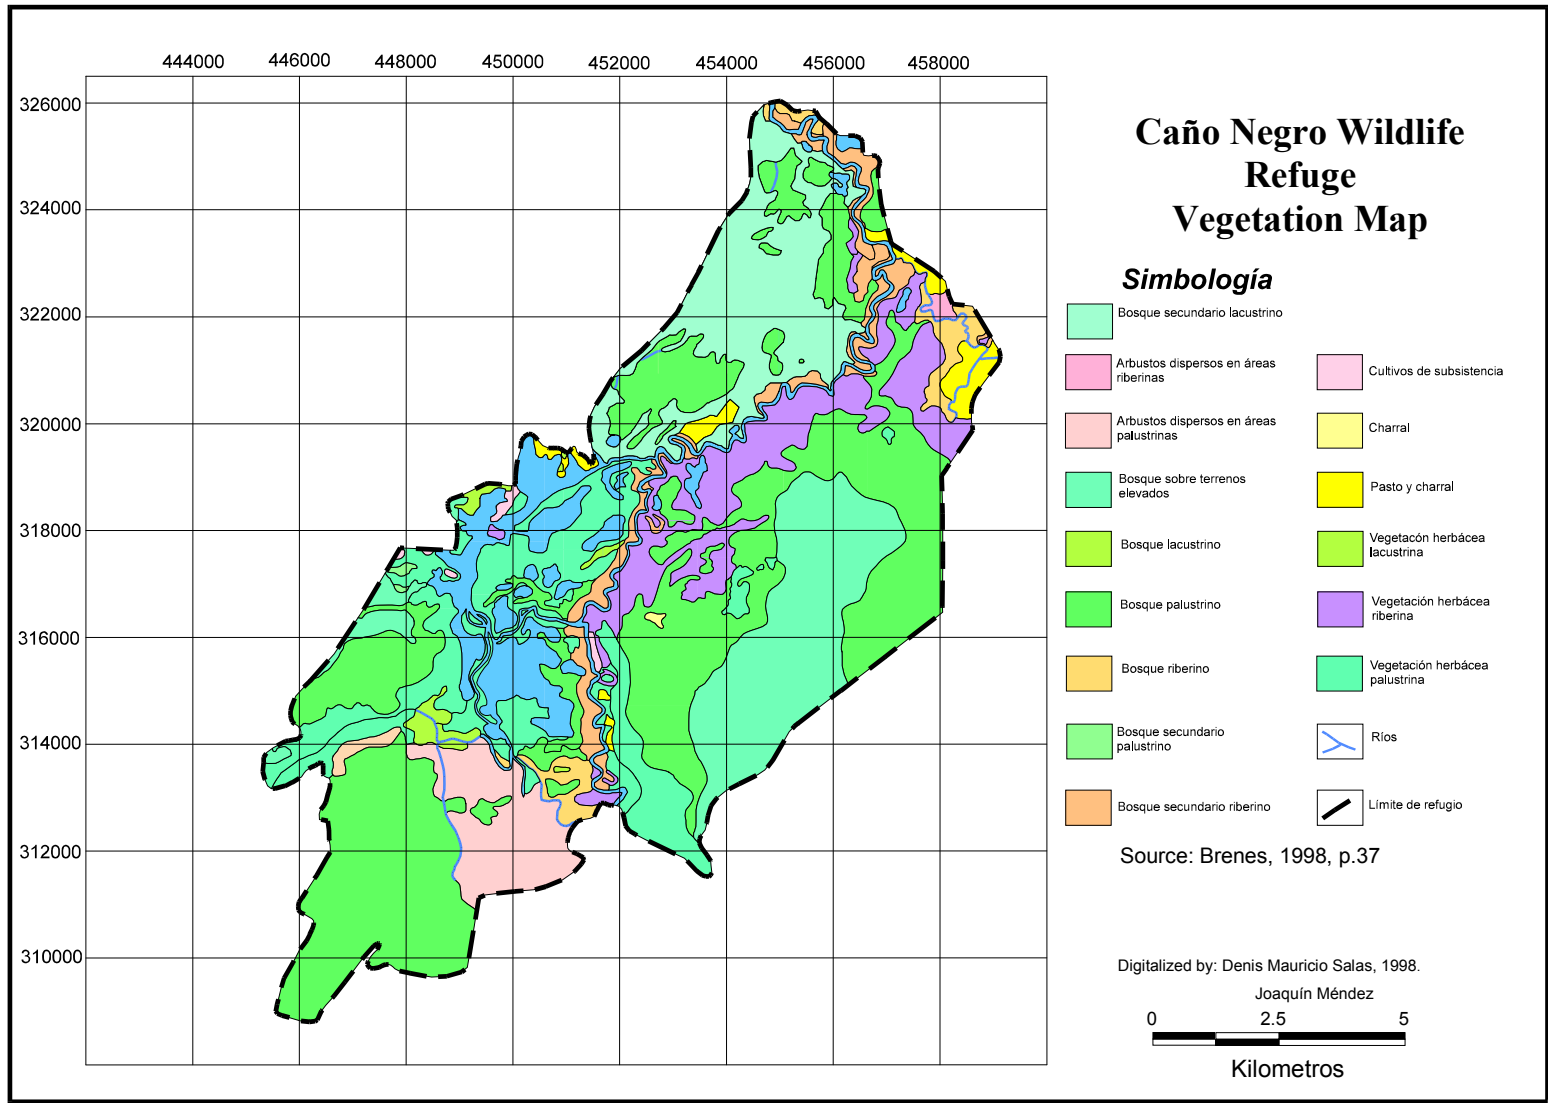 444000 446000 448000 450000 452000 454000 456000 458000
326000
324000
322000
320000
318000
316000
314000
312000
310000
Caño Negro Wildlife
Refuge
Vegetation Map
Simbología
Bosque secundario lacustrino
Arbustos dispersos en áreas
riberinas
Cultivos de subsistencia
Arbustos dispersos en áreas
palustrinas
Charral
Bosque sobre terrenos
elevados
Pasto y charral
Bosque lacustrino
Vegetacón herbácea
lacustrina
Bosque palustrino
Vegetación herbácea
riberina
Bosque riberino
Vegetación herbácea
palustrina
Bosque secundario
palustrino
Ríos
Bosque secundario riberino
Límite de refugio
Source: Brenes, 1998, p.37
Digitalized by: Denis Mauricio Salas, 1998.
Joaquín Méndez
0 2.5 5
Kilometros